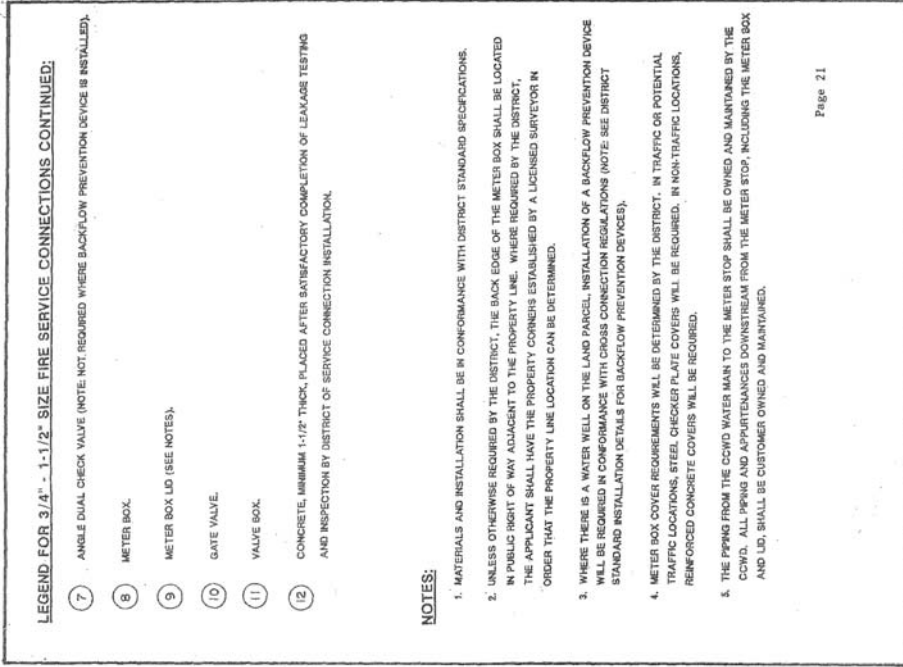 LEGEND FOR 3/4" - 1-1/2" SIZE FIRE SERVICE CONNECTIONS CONTINUED:
7 ANGLE DUAL CHECK VALVE (NOTE: NOT REQUIRED WHERE BACKFLOW PREVENTION DEVICE IS INSTALLED).
8 METER BOX.
9 METER BOX LID (SEE NOTES).
10 GATE VALVE.
11 VALVE BOX.
12 CONCRETE, MINIMUM 1-1/2" THICK, PLACED AFTER SATISFACTORY COMPLETION OF LEAKAGE TESTING
AND INSPECTION BY DISTRICT OF SERVICE CONNECTION INSTALLATION.
NOTES:
1. MATERIALS AND INSTALLATION SHALL BE IN CONFORMANCE WITH DISTRICT STANDARD SPECIFICATIONS.
2. UNLESS OTHERWISE REQUIRED BY THE DISTRICT, THE BACK EDGE OF THE METER BOX SHALL BE LOCATED
IN PUBLIC RIGHT OF WAY ADJACENT TO THE PROPERTY LINE. WHERE REQUIRED BY THE DISTRICT,
THE APPLICANT SHALL HAVE THE PROPERTY CORNERS ESTABLISHED BY A LICENSED SURVEYOR IN
ORDER THAT THE PROPERTY LINE LOCATION CAN BE DETERMINED.
3. WHERE THERE IS A WATER WELL ON THE LAND PARCEL, INSTALLATION OF A BACKFLOW PREVENTION DEVICE
WILL BE REQUIRED IN CONFORMANCE WITH CROSS CONNECTION REGULATIONS (NOTE: SEE DISTRICT
STANDARD INSTALLATION DETAILS FOR BACKFLOW PREVENTION DEVICES).
4. METER BOX COVER REQUIREMENTS WILL BE DETERMINED BY THE DISTRICT. IN TRAFFIC OR POTENTIAL
TRAFFIC LOCATIONS, STEEL CHECKER PLATE COVERS WILL BE REQUIRED. IN NON-TRAFFIC LOCATIONS,
REINFORCED CONCRETE COVERS WILL BE REQUIRED.
5. THE PIPING FROM THE CCWD WATER MAIN TO THE METER STOP SHALL BE OWNED AND MAINTAINED BY THE
CCWD. ALL PIPING AND APPURTENANCES DOWNSTREAM FROM THE METER STOP, INCLUDING THE METER BOX
AND LID, SHALL BE CUSTOMER OWNED AND MAINTAINED.
Page 21